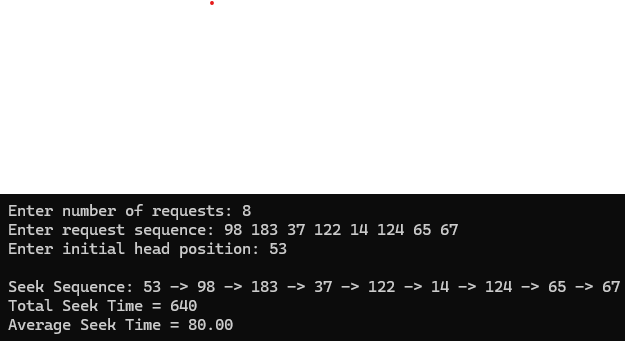 Enter number of requests: 8
Enter request sequence: 98 183 37 122 14 124 65 67
Enter initial head position: 53
Seek Sequence: 53 -> 98 -> 183 -> 37 -> 122 -> 14 -> 124 -> 65 -> 67
Total Seek Time = 640
Average Seek Time = 80.00